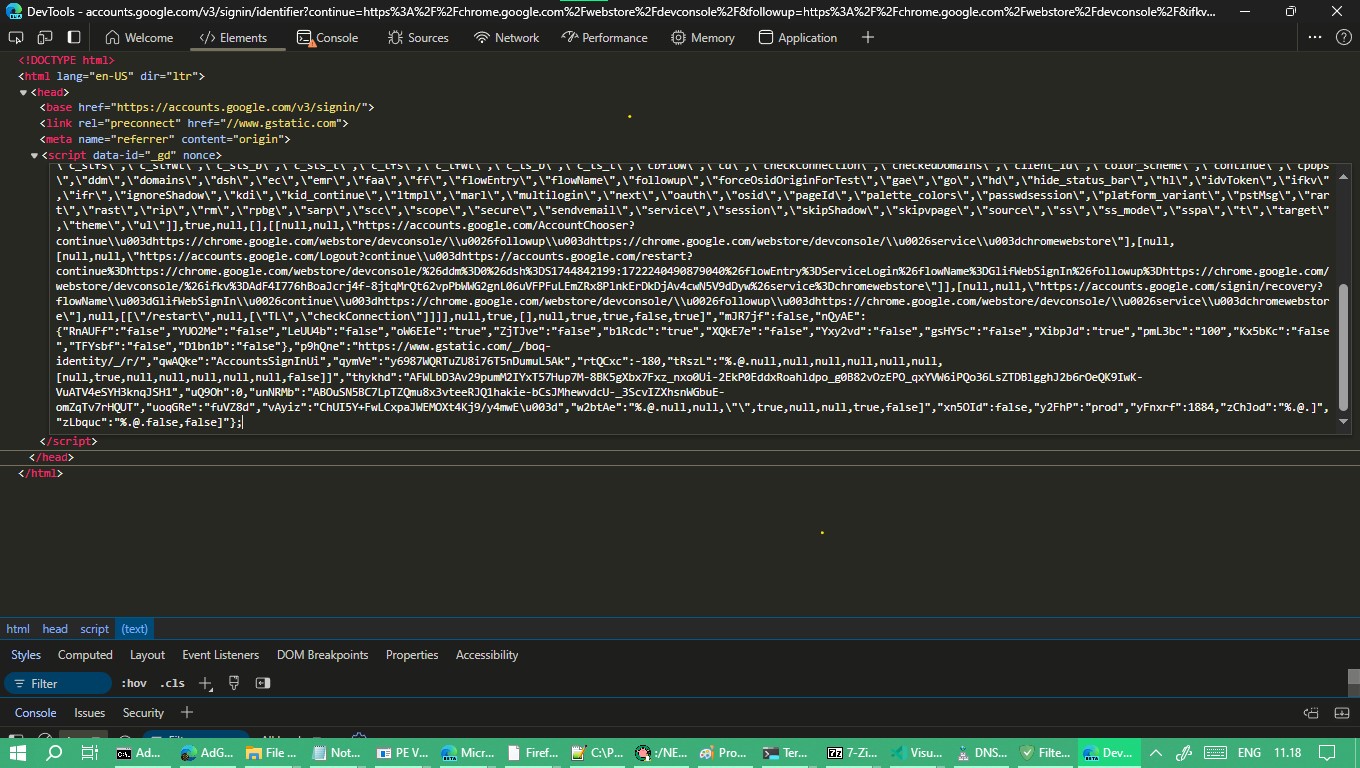 DevTools - accounts.google.com/v3/signin/identifier?continue=https%3A%2F%2Fchrome.google.com%2Fwebstore%2Fdevconsole%2F&followup=https%3A%2F%2Fchrome.google.com%2Fwebstore%2Fdevconsole%2F&ifkv...
Welcome Elements Console Sources Network Performance Memory Application
<!DOCTYPE html>
<html lang="en-US" dir="ltr">
<head>
<base href="https://accounts.google.com/v3/signin/">
<link rel="preconnect" href="//www.gstatic.com">
<meta name="referrer" content="origin">
<script data-id="_gd" nonce>
\",\"ddm\",\"domains\",\"dsh\",\"ec\",\"emr\",\"faa\",\"ff\",\"flowEntry\",\"flowName\",\"followup\",\"forceOsidOriginForTest\",\"gae\",\"go\",\"hd\",\"hide_status_bar\",\"hl\",\"idvToken\",\"ifkv\"
,\"ifr\",\"ignoreShadow\",\"kdi\",\"kid_continue\",\"ltmpl\",\"marl\",\"multilogin\",\"next\",\"oauth\",\"osid\",\"pageId\",\"palette_colors\",\"passwdsession\",\"platform_variant\",\"pstMsg\",\"rar
t\",\"rast\",\"rip\",\"rm\",\"rpbg\",\"sarp\",\"scc\",\"scope\",\"secure\",\"sendvemail\",\"service\",\"session\",\"skipShadow\",\"skipvpage\",\"source\",\"ss\",\"ss_mode\",\"sspa\",\"t\",\"target\"
,\"theme\",\"ul\"]],true,null,[],[[null,null,\"https://accounts.google.com/AccountChooser?
continue\\u003dhttps://chrome.google.com/webstore/devconsole/\\u0026followup\\u003dhttps://chrome.google.com/webstore/devconsole/\\u0026service\\u003dchromewebstore\"],[null,
[null,null,\"https://accounts.google.com/Logout?continue\\u003dhttps://accounts.google.com/restart?
continue%3Dhttps://chrome.google.com/webstore/devconsole/%26ddm%3D0%26dsh%3DS1744842199:1722240490879040%26flowEntry%3DServiceLogin%26flowName%3DGlifWebSignIn%26followup%3Dhttps://chrome.google.com/
webstore/devconsole/%26ifkv%3DAdF4I776hBoaJcrj4f-8jtqMrQt62vpPbWWG2gnL06uVFPFuLEmZRx8PlnkErDkDjAv4cwN5V9dDyw%26service%3Dchromewebstore\"]],[null,null,\"https://accounts.google.com/signin/recovery?
flowName\\u003dGlifWebSignIn\\u0026continue\\u003dhttps://chrome.google.com/webstore/devconsole/\\u0026followup\\u003dhttps://chrome.google.com/webstore/devconsole/\\u0026service\\u003dchromewebstor
e\"],null,[[\"/restart\",null,[\"TL\",\"checkConnection\"]]]],null,true,[],null,true,true,false,true]","mJR7jf":false,"nQyAE":
{"RnAUFf":"false","YUO2Me":"false","LeUU4b":"false","oW6EIe":"true","ZjTJve":"false","b1Rcdc":"true","XQkE7e":"false","Yxy2vd":"false","gsHY5c":"false","XibpJd":"true","pmL3bc":"100","Kx5bKc":"false
","TFYsbf":"false","D1bn1b":"false"},"p9hQne":"https://www.gstatic.com/_/boq-
identity/_/r/","qwAQke":"AccountsSignInUi","qymVe":"y6987WQRTuZU8i76T5nDumuL5Ak","rtQCxc":-180,"tRszL":"%.@.null,null,null,null,null,null,
[null,true,null,null,null,null,null,false]]","thykhd":"AFWLbD3Av29pumM2IYxT57Hup7M-8BK5gXbx7Fxz_nxo0Ui-2EkP0EddxRoahldpo_g0B82vOzEPO_qxYVW6iPQo36LsZTDBlgghJ2b6rOeQK9IwK-
VuATV4eSYH3knqJSH1","uQ9Oh":0,"unNRMb":"ABOuSN5BC7LpTZQmu8x3vteeRJQ1hakie-bCsJMhewvdcU-_3ScvIZXhsnWGbuE-
omZqTv7rHQUT","uoqGRe":"fuVZ8d","vAyiz":"ChUI5Y+FwLCxpaJWEMOXt4Kj9/y4mwE\u003d","w2btAe":"%.@.null,null,\"\",true,null,null,true,false]","xn5OId":false,"y2FhP":"prod","yFnxrf":1884,"zChJod":"%.@.]",
"zLbquc":"%.@.false,false]"};
</script>
</head>
</html>
html head script (text)
Styles Computed Layout Event Listeners DOM Breakpoints Properties Accessibility
Filter :hov .cls
Console Issues Security
Ad... AdG... File ... Not... PE V... Micr... Firef... C:\P... :/NE... Pro... Ter... 7-Zi... Visu... DNS... Filte... Dev... ENG 11.18